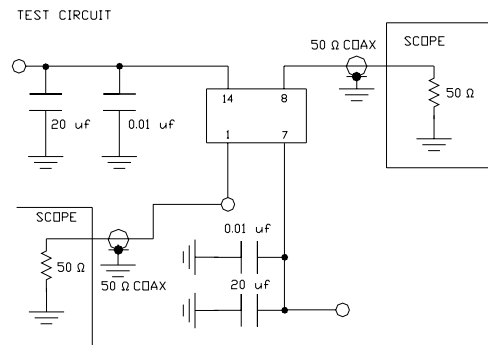 TEST CIRCUIT
50 Ω COAX
SCOPE
14
8
50 Ω
20 uf
0.01 uf
1
7
SCOPE
0.01 uf
50 Ω
50 Ω COAX
20 uf